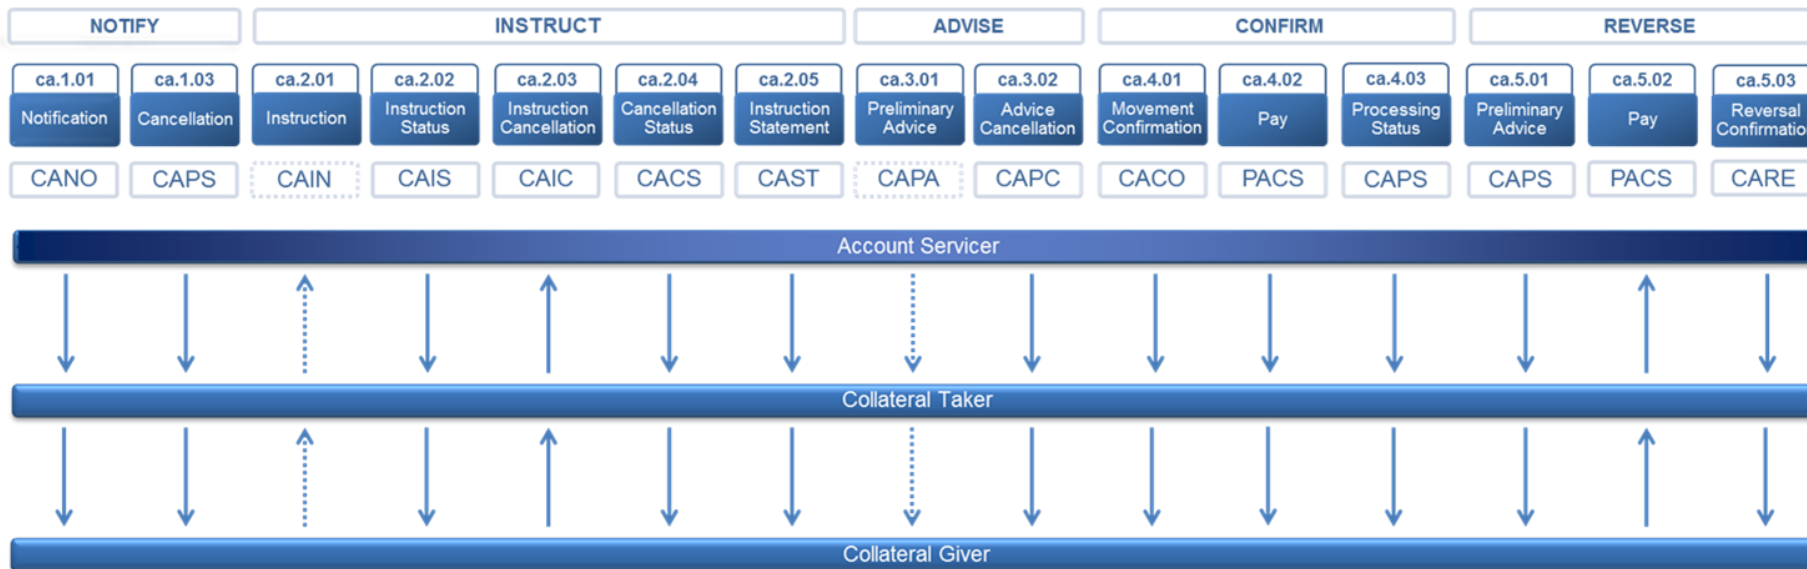 NOTIFY INSTRUCT ADVISE CONFIRM REVERSE
ca.1.01 ca.1.03 ca.2.01 ca.2.02 ca.2.03 ca.2.04 ca.2.05 ca.3.01 ca.3.02 ca.4.01 ca.4.02 ca.4.03 ca.5.01 ca.5.02 ca.5.03
Notification
Cancellation
Instruction
Instruction
Status
Instruction
Cancellation
Cancellation
Status
Instruction
Statement
Preliminary
Advice
Advice
Cancellation
Movement
Confirmation
Pay
Processing
Status
Preliminary
Advice
Pay
Reversal
Confirmatio
CANO CAPS CAIN CAIS CAIC CACS CAST CAPA CAPC CACO PACS CAPS CAPS PACS CARE
Account Servicer
Collateral Taker
Collateral Giver